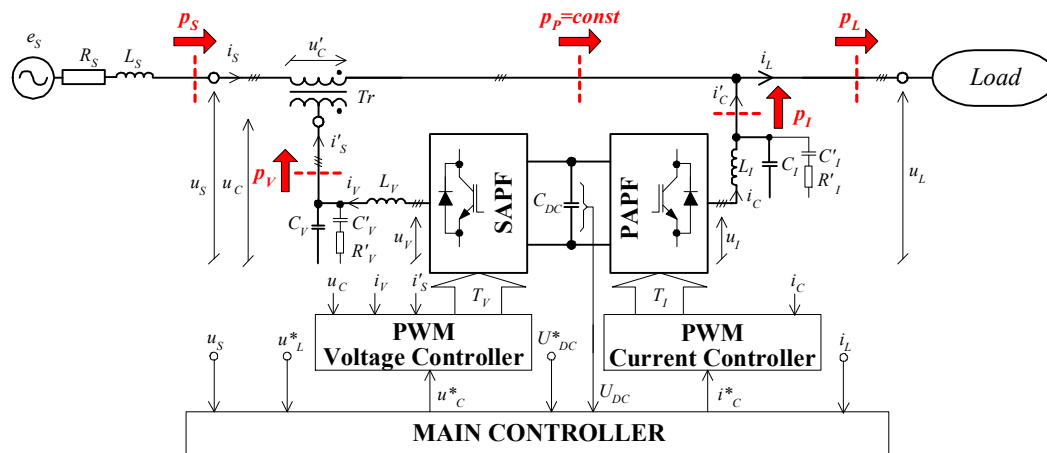 p_S
p_P=const
p_L
e_S
R_S
L_S
i_S
u'_C
i_L
Load
Tr
i'_C
p_I
i'_S
p_V
u_S
u_C
i_V
L_V
C_V
C'_V
R'_V
u_V
SAPF
C_DC
PAPF
u_I
L_I
i_C
C_I
C'_I
R'_I
u_L
u_C
i_V
i'_S
T_V
T_I
i_C
PWM
Voltage Controller
PWM
Current Controller
u_S
u*_L
U*_DC
i_L
u*_C
U_DC
i*_C
MAIN CONTROLLER